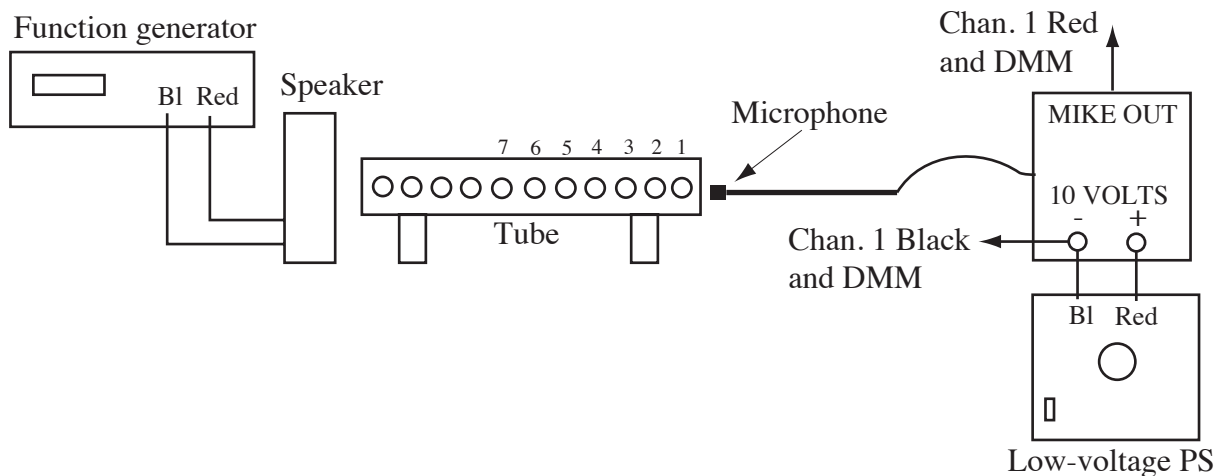 Function generator
Bl Red
Speaker
7 6 5 4 3 2 1
Tube
Microphone
Chan. 1 Red
and DMM
MIKE OUT
10 VOLTS
- +
Chan. 1 Black
and DMM
Bl Red
Low-voltage PS